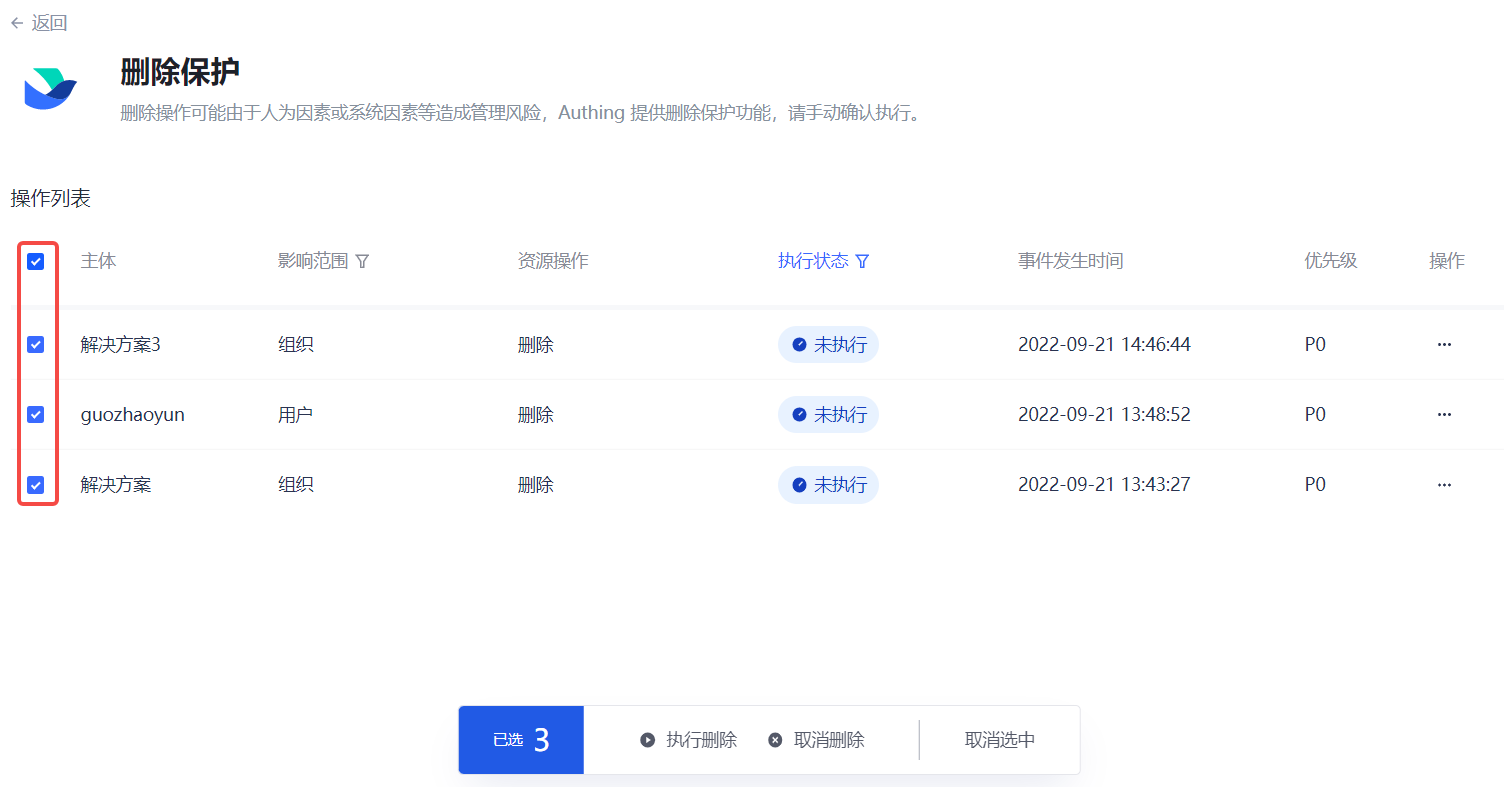 返回
删除保护
删除操作可能由于人为因素或系统因素等造成管理风险，Authing 提供删除保护功能，请手动确认执行。
操作列表
主体 影响范围 资源操作 执行状态 事件发生时间 优先级 操作
解决方案3 组织 删除 未执行 2022-09-21 14:46:44 P0 ···
guozhaoyun 用户 删除 未执行 2022-09-21 13:48:52 P0 ···
解决方案 组织 删除 未执行 2022-09-21 13:43:27 P0 ···
已选 3 执行删除 取消删除 取消选中